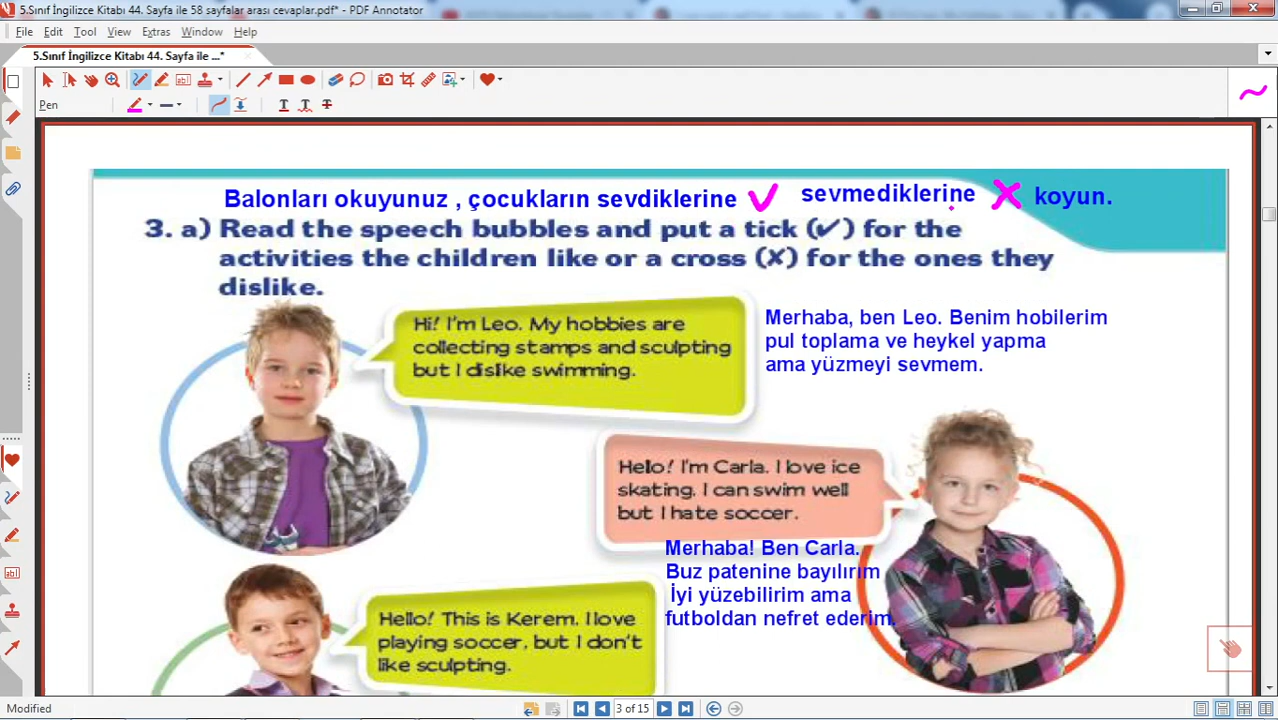 5.Sınıf İngilizce Kitabı 44. Sayfa ile 58 sayfalar arası cevaplar.pdf* - PDF Annotator
File Edit Tool View Extras Window Help
5.Sınıf İngilizce Kitabı 44. Sayfa ile ...*
Pen
Balonları okuyunuz , çocukların sevdiklerine sevmediklerine koyun.
3. a) Read the speech bubbles and put a tick (✔) for the
activities the children like or a cross (✘) for the ones they
dislike.
Hi! I'm Leo. My hobbies are
collecting stamps and sculpting
but I dislike swimming.
Merhaba, ben Leo. Benim hobilerim
pul toplama ve heykel yapma
ama yüzmeyi sevmem.
Hello! I'm Carla. I love ice
skating. I can swim well
but I hate soccer.
Merhaba! Ben Carla.
Buz patenine bayılırım
İyi yüzebilirim ama
futboldan nefret ederim.
Hello! This is Kerem. I love
playing soccer, but I don't
like sculpting.
Modified
3 of 15